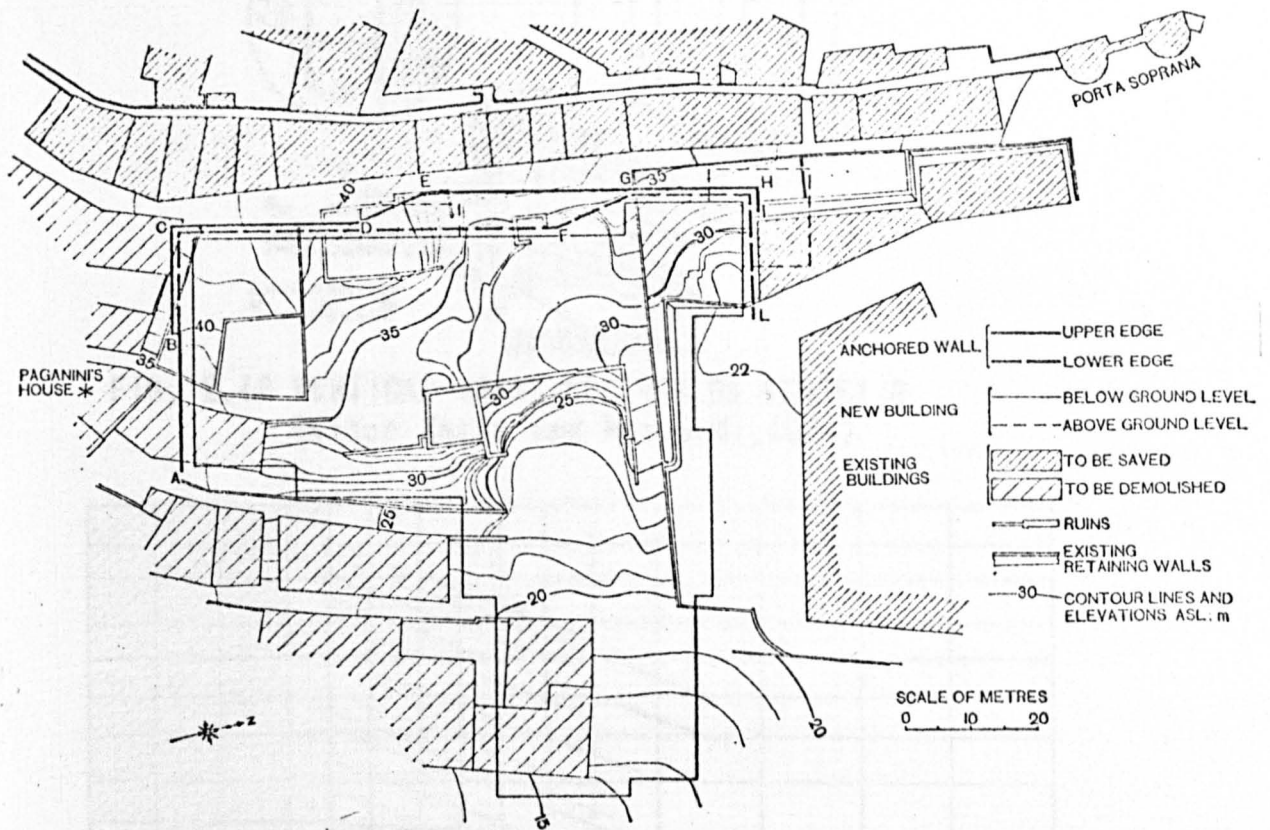 PORTA SOPRANA
40
E
G
35
H
C
D
F
30
40
B
35
30
L
35
PAGANINI'S
HOUSE *
22
30
25
A
30
25
20
20
15
Z
ANCHORED WALL
UPPER EDGE
LOWER EDGE
NEW BUILDING
BELOW GROUND LEVEL
ABOVE GROUND LEVEL
EXISTING
BUILDINGS
TO BE SAVED
TO BE DEMOLISHED
RUINS
EXISTING
RETAINING WALLS
30
CONTOUR LINES AND
ELEVATIONS ASL: m
SCALE OF METRES
0 10 20